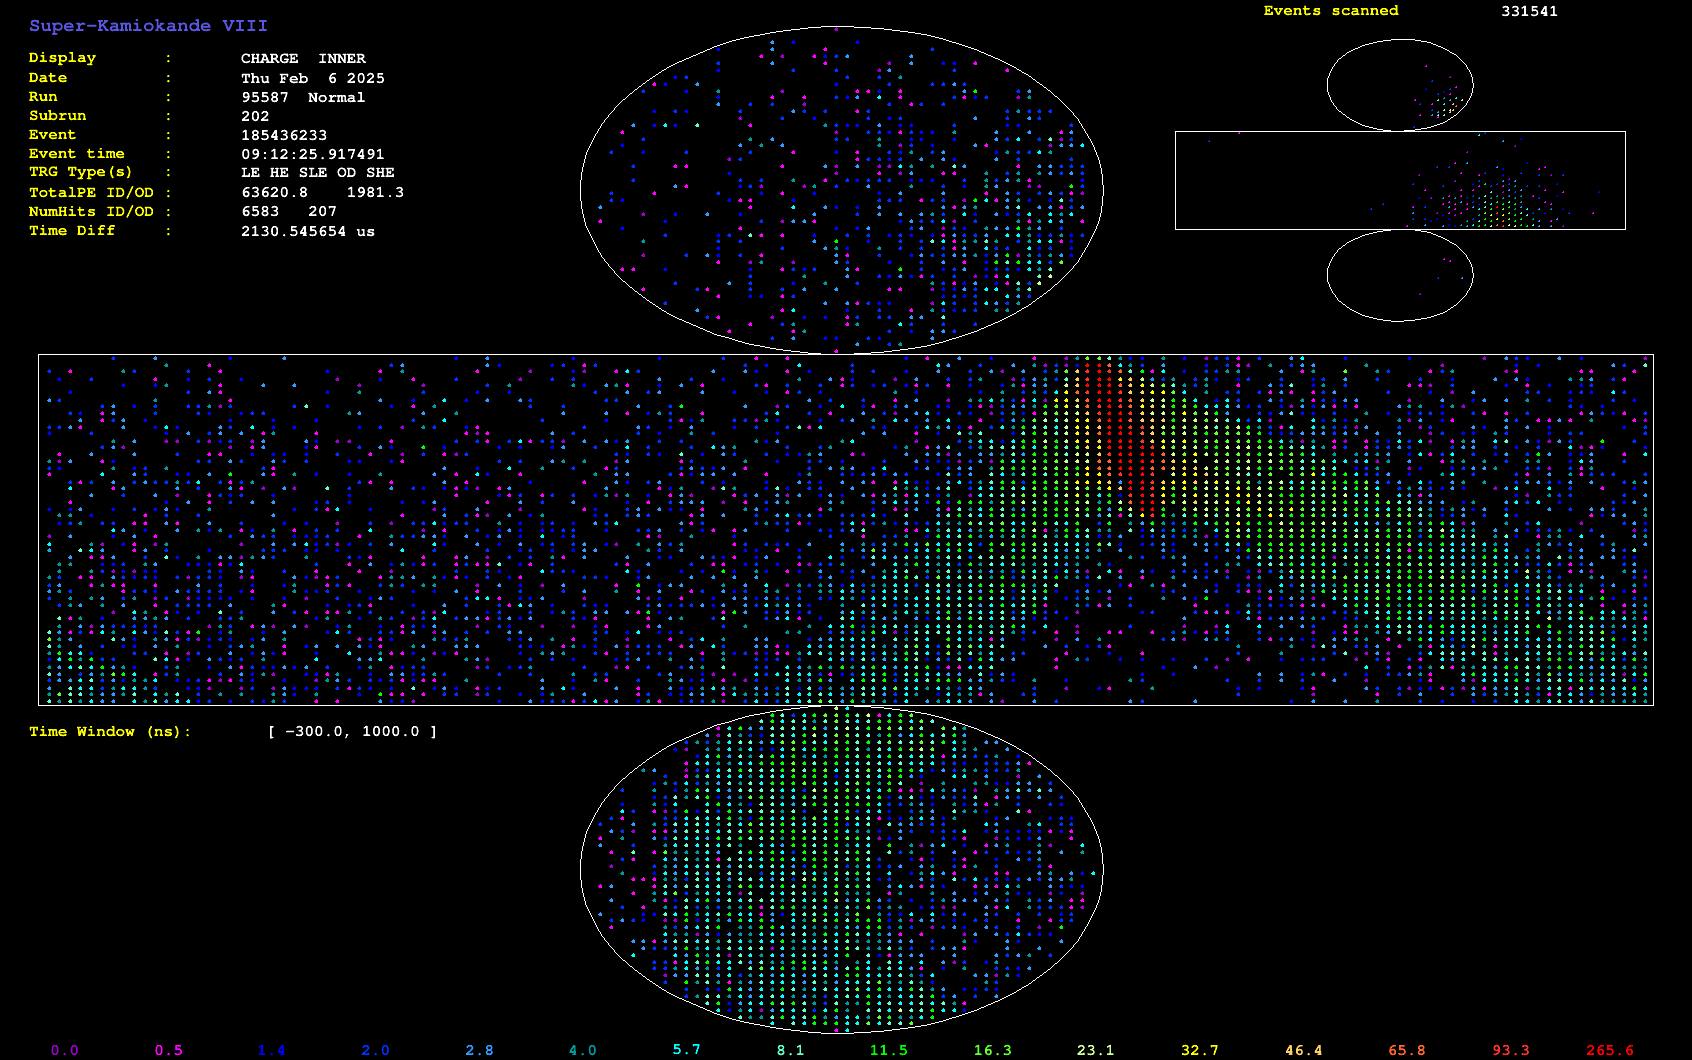 Super-Kamiokande VIII
Events scanned 331541
Display : CHARGE INNER
Date : Thu Feb 6 2025
Run : 95587 Normal
Subrun : 202
Event : 185436233
Event time : 09:12:25.917491
TRG Type(s) : LE HE SLE OD SHE
TotalPE ID/OD : 63620.8 1981.3
NumHits ID/OD : 6583 207
Time Diff : 2130.545654 us
Time Window (ns): [ -300.0, 1000.0 ]
0.0 0.5 1.4 2.0 2.8 4.0 5.7 8.1 11.5 16.3 23.1 32.7 46.4 65.8 93.3 265.6